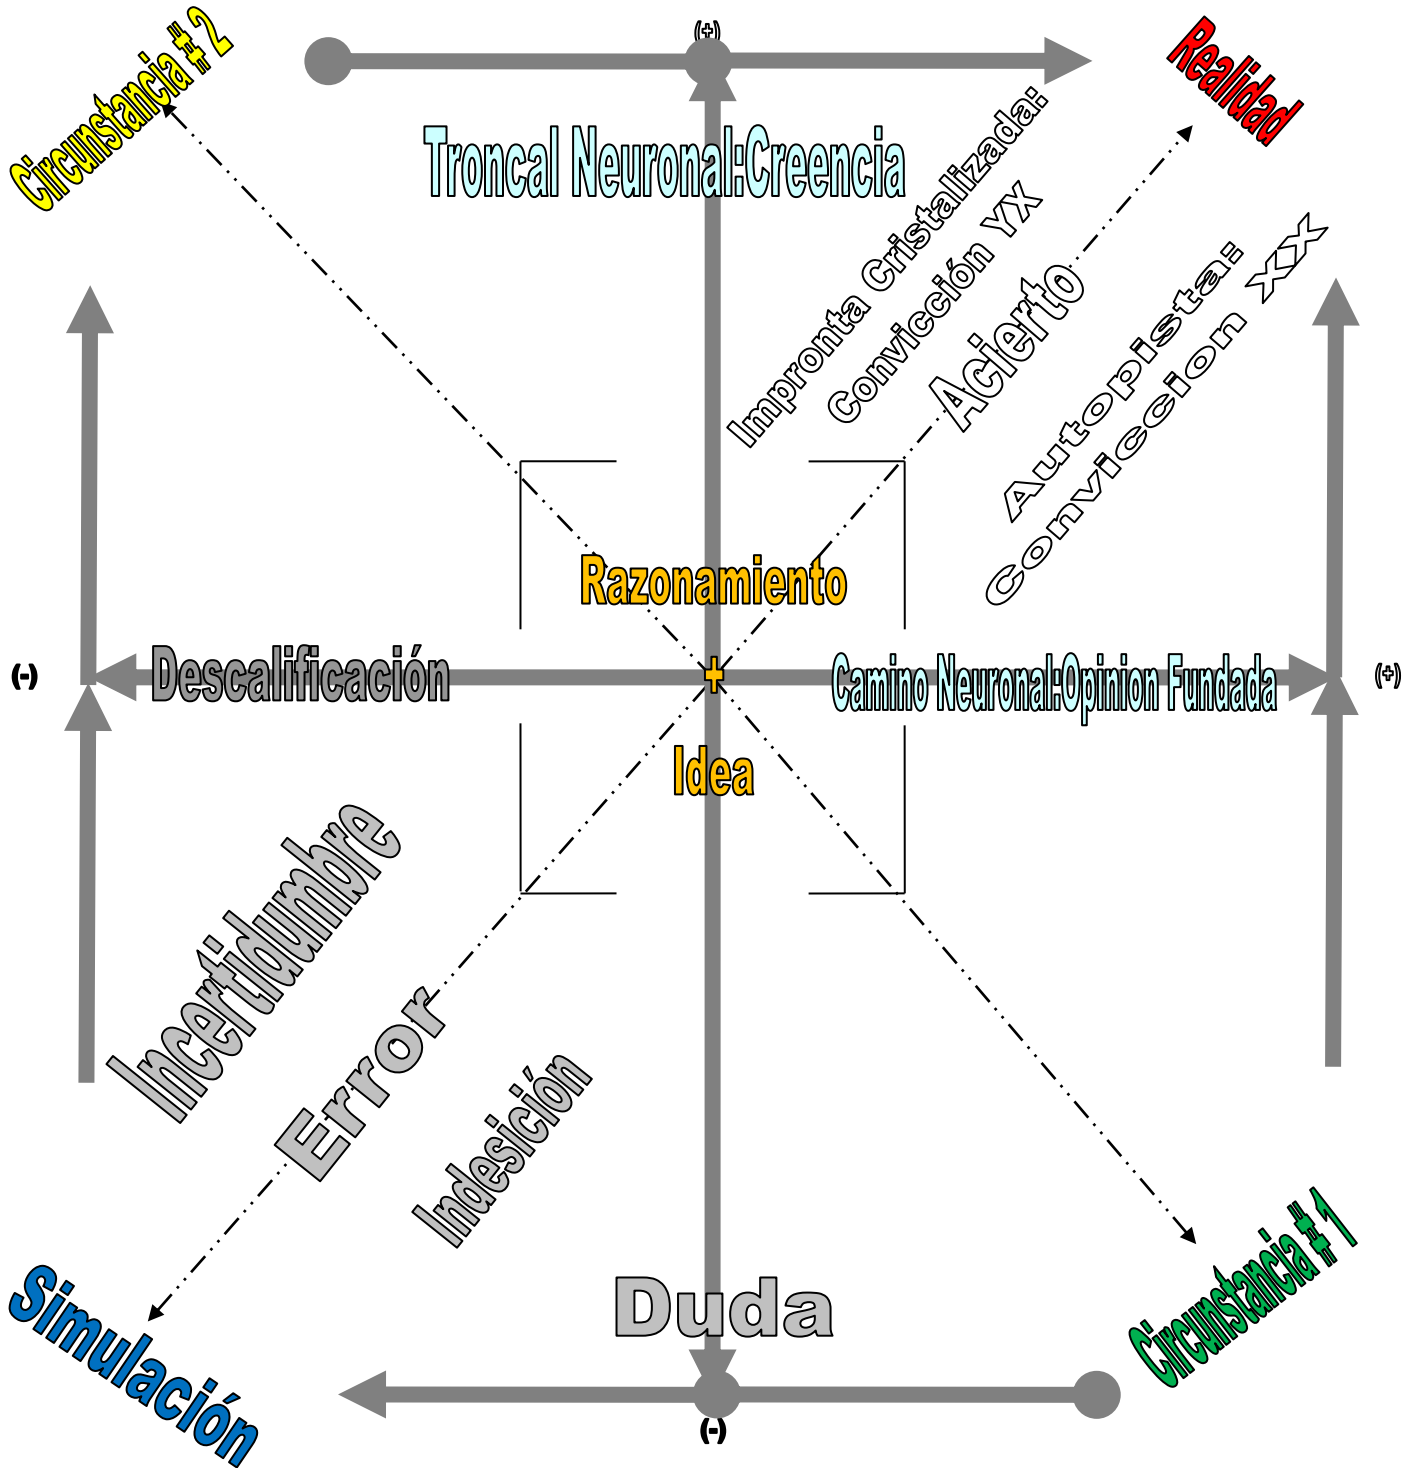 (+)
Circunstancia # 2
Realidad
Troncal Neuronal:Creencia
Impronta Cristalizada:
Convicción YX
Acierto
Autopista:
Conviccion XX
Razonamiento
(-)
Descalificación
+
Camino Neuronal:Opinion Fundada
(+)
Idea
Incertidumbre
Error
Indesición
Duda
Simulación
Circunstancia # 1
(-)